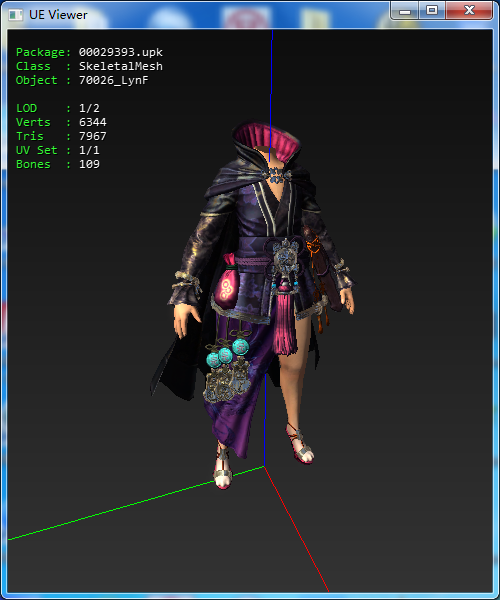 UE Viewer
Package: 00029393.upk
Class : SkeletalMesh
Object : 70026_LynF
LOD : 1/2
Verts : 6344
Tris : 7967
UV Set : 1/1
Bones : 109